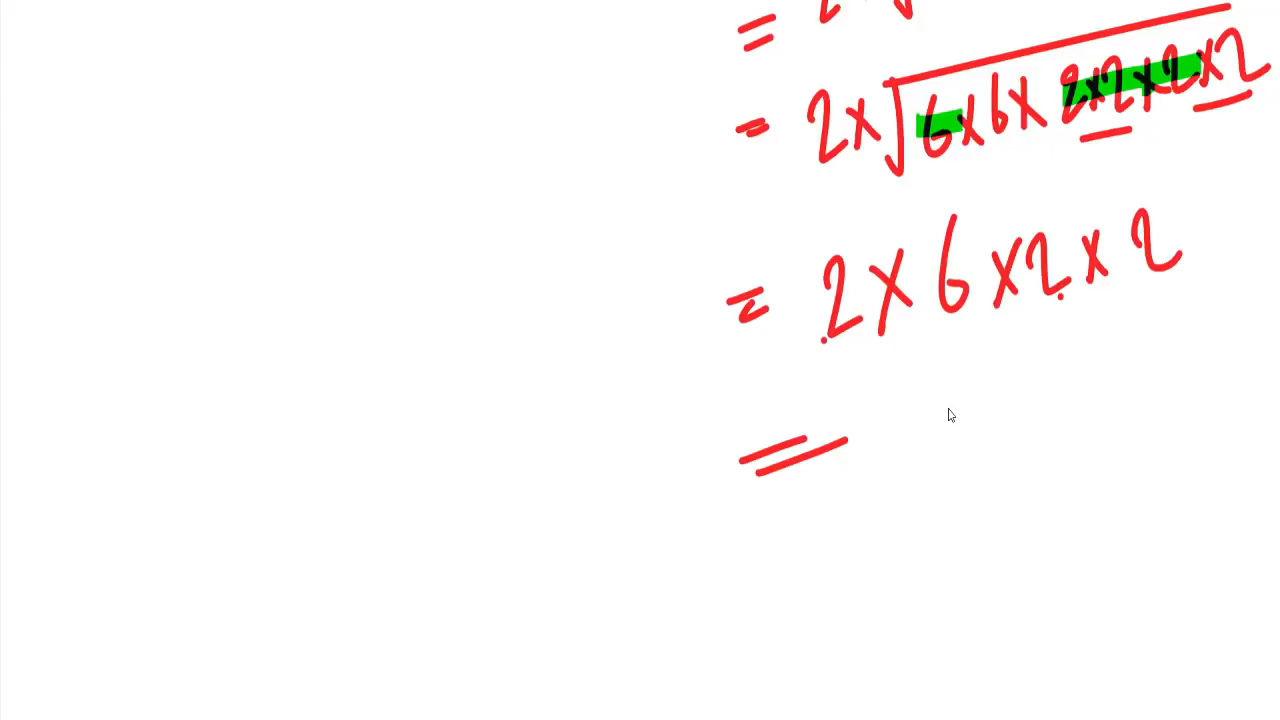 =
= 2×√6×6×2×2×2×2
= 2×6×2×2
=